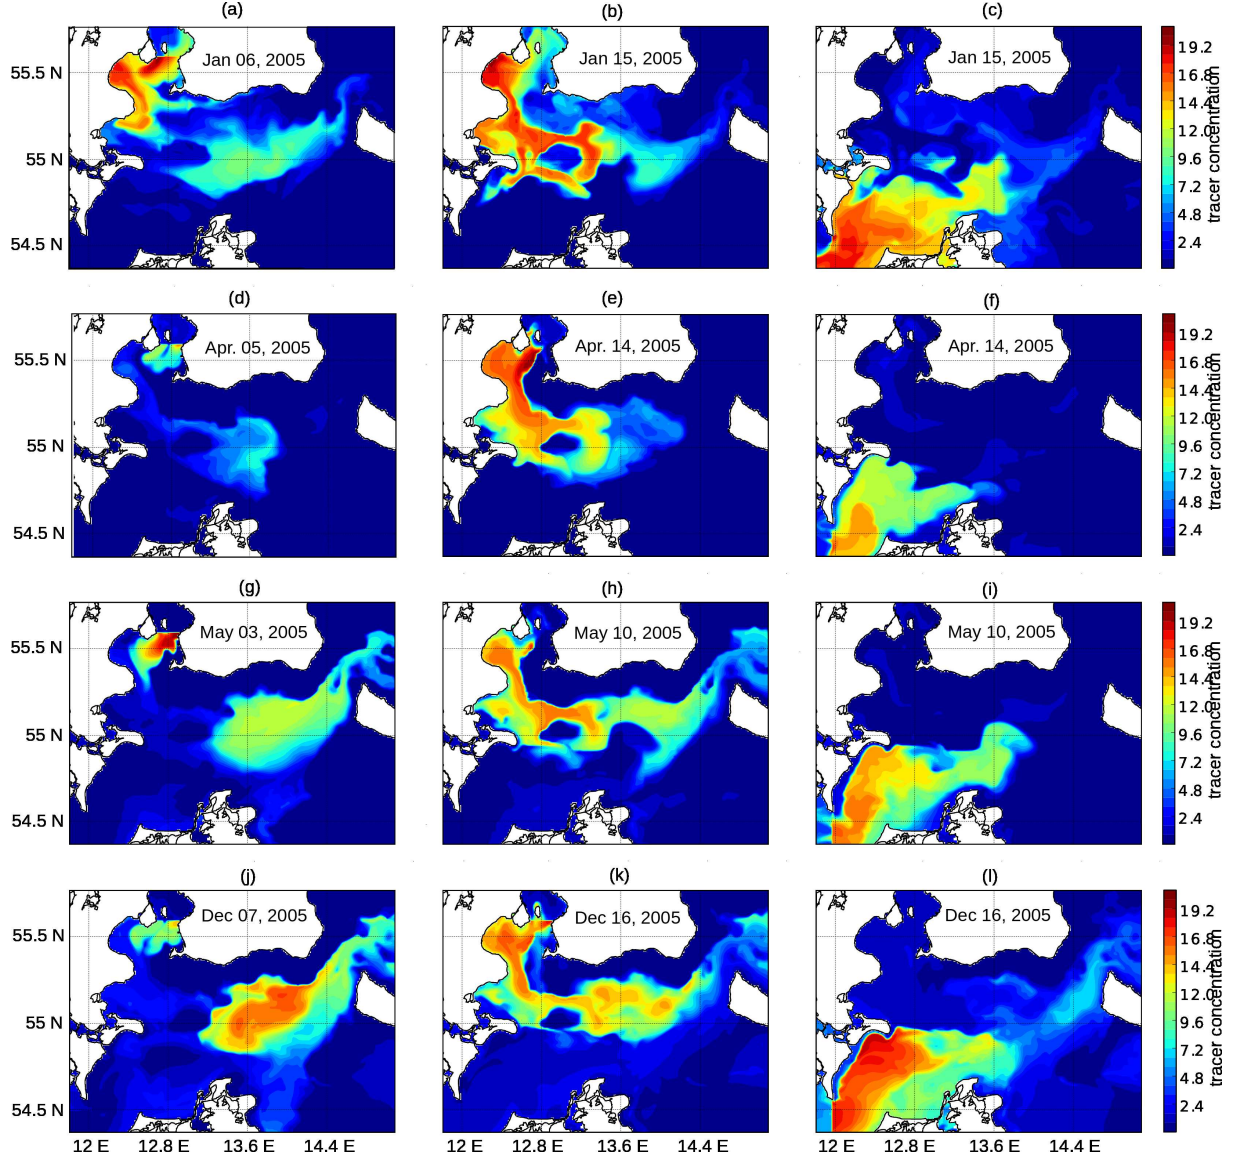 (a)
(b)
(c)
Jan 06, 2005
Jan 15, 2005
Jan 15, 2005
55.5 N
55 N
54.5 N
19.2
16.8
14.4
12.0
9.6
7.2
4.8
2.4
tracer concentration
(d)
(e)
(f)
Apr. 05, 2005
Apr. 14, 2005
Apr. 14, 2005
55.5 N
55 N
54.5 N
19.2
16.8
14.4
12.0
9.6
7.2
4.8
2.4
tracer concentration
(g)
(h)
(i)
May 03, 2005
May 10, 2005
May 10, 2005
55.5 N
55 N
54.5 N
19.2
16.8
14.4
12.0
9.6
7.2
4.8
2.4
tracer concentration
(j)
(k)
(l)
Dec 07, 2005
Dec 16, 2005
Dec 16, 2005
55.5 N
55 N
54.5 N
19.2
16.8
14.4
12.0
9.6
7.2
4.8
2.4
tracer concentration
12 E 12.8 E 13.6 E 14.4 E
12 E 12.8 E 13.6 E 14.4 E
12 E 12.8 E 13.6 E 14.4 E